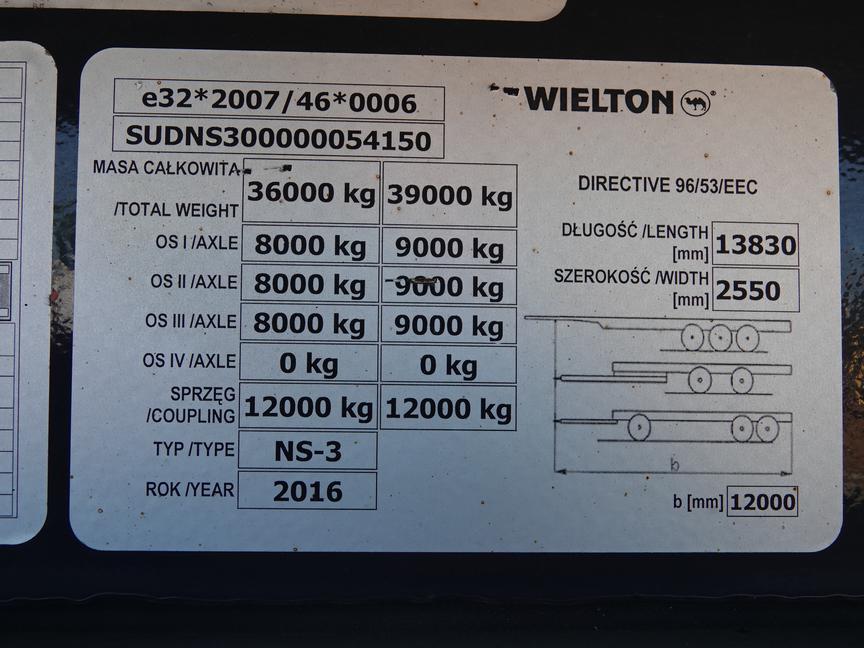 e32*2007/46*0006
SUDNS300000054150
MASA CAŁKOWITA
/TOTAL WEIGHT 36000 kg 39000 kg
OS I /AXLE 8000 kg 9000 kg
OS II /AXLE 8000 kg 9000 kg
OS III /AXLE 8000 kg 9000 kg
OS IV /AXLE 0 kg 0 kg
SPRZĘG
/COUPLING 12000 kg 12000 kg
TYP /TYPE NS-3
ROK /YEAR 2016
WIELTON
DIRECTIVE 96/53/EEC
DŁUGOŚĆ /LENGTH
[mm] 13830
SZEROKOŚĆ /WIDTH
[mm] 2550
b
b [mm] 12000